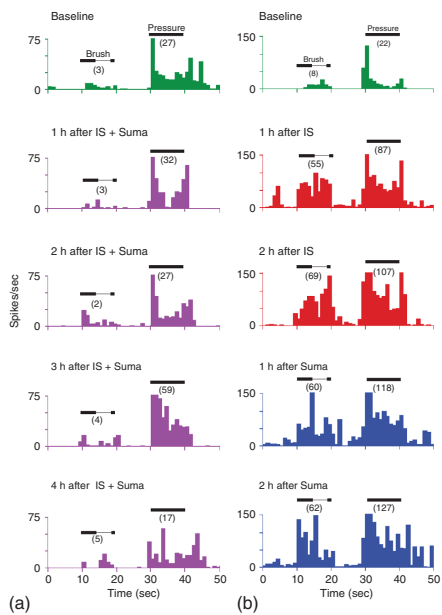 Baseline
Pressure
75
Brush
(27)
(3)
0
1 h after IS + Suma
75
(32)
(3)
0
2 h after IS + Suma
75
(27)
(2)
0
Spikes/sec
3 h after IS + Suma
75
(59)
(4)
0
4 h after IS + Suma
75
(5)
(17)
0
0 10 20 30 40 50
Time (sec)
(a)
Baseline
Pressure
150
Brush
(22)
(8)
0
1 h after IS
150
(55)
(87)
0
2 h after IS
150
(69)
(107)
0
1 h after Suma
150
(60)
(118)
0
2 h after Suma
150
(62)
(127)
0
0 10 20 30 40 50
Time (sec)
(b)